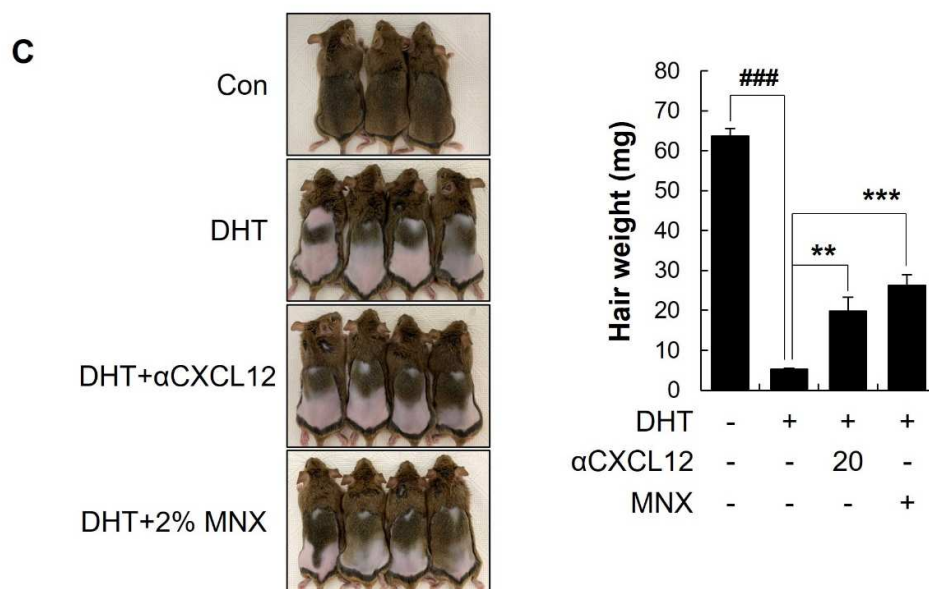 C
Con
DHT
DHT+αCXCL12
DHT+2% MNX
Hair weight (mg)
80
70
60
50
40
30
20
10
0
###
**
***
DHT - + + +
αCXCL12 - - 20 -
MNX - - - +